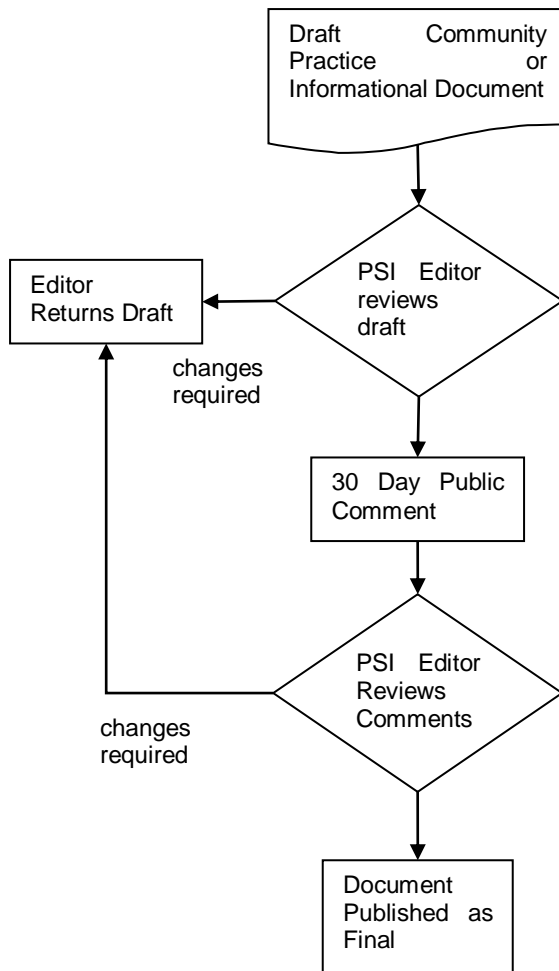 Draft Community
Practice or
Informational Document
PSI Editor
reviews
draft
Editor
Returns Draft
changes
required
30 Day Public
Comment
PSI Editor
Reviews
Comments
changes
required
Document
Published as
Final